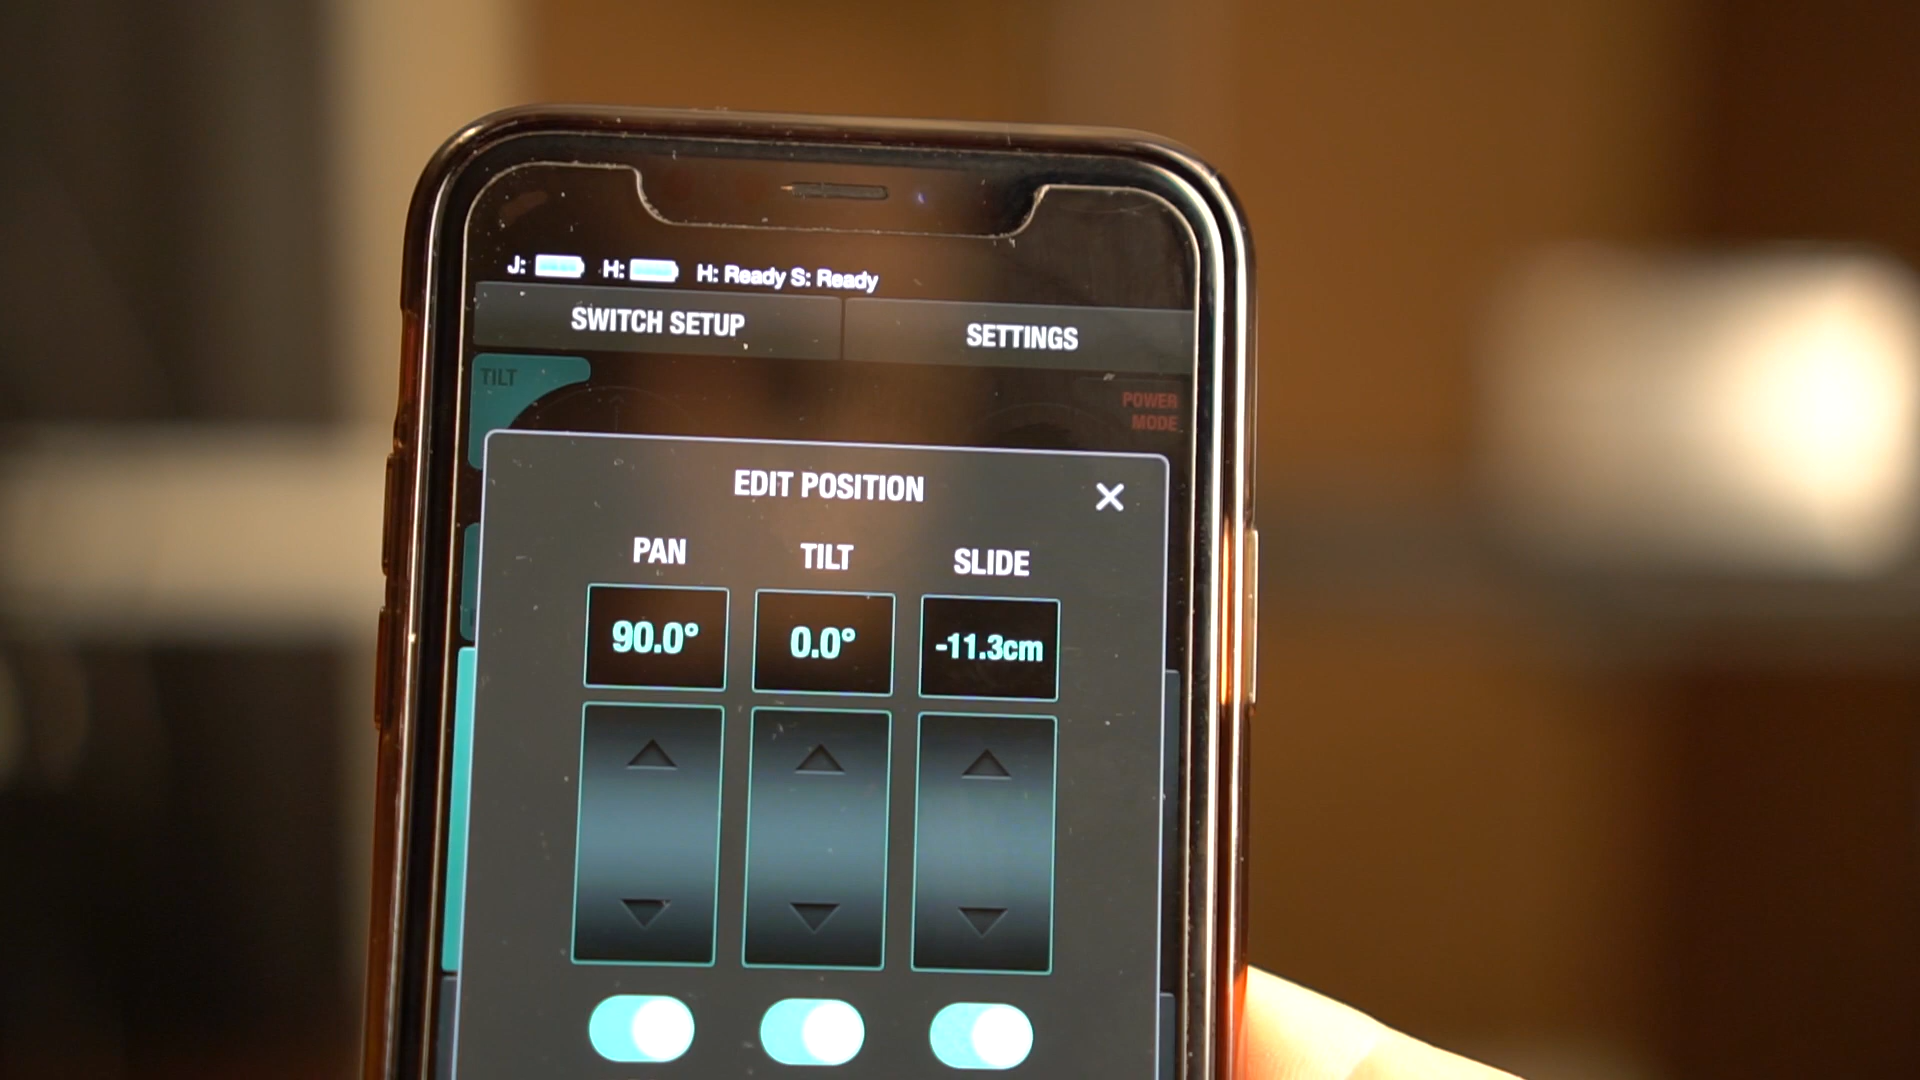 J: H: H: Ready S: Ready
SWITCH SETUP SETTINGS
TILT
POWER
MODE
EDIT POSITION
PAN TILT SLIDE
90.0° 0.0° -11.3cm